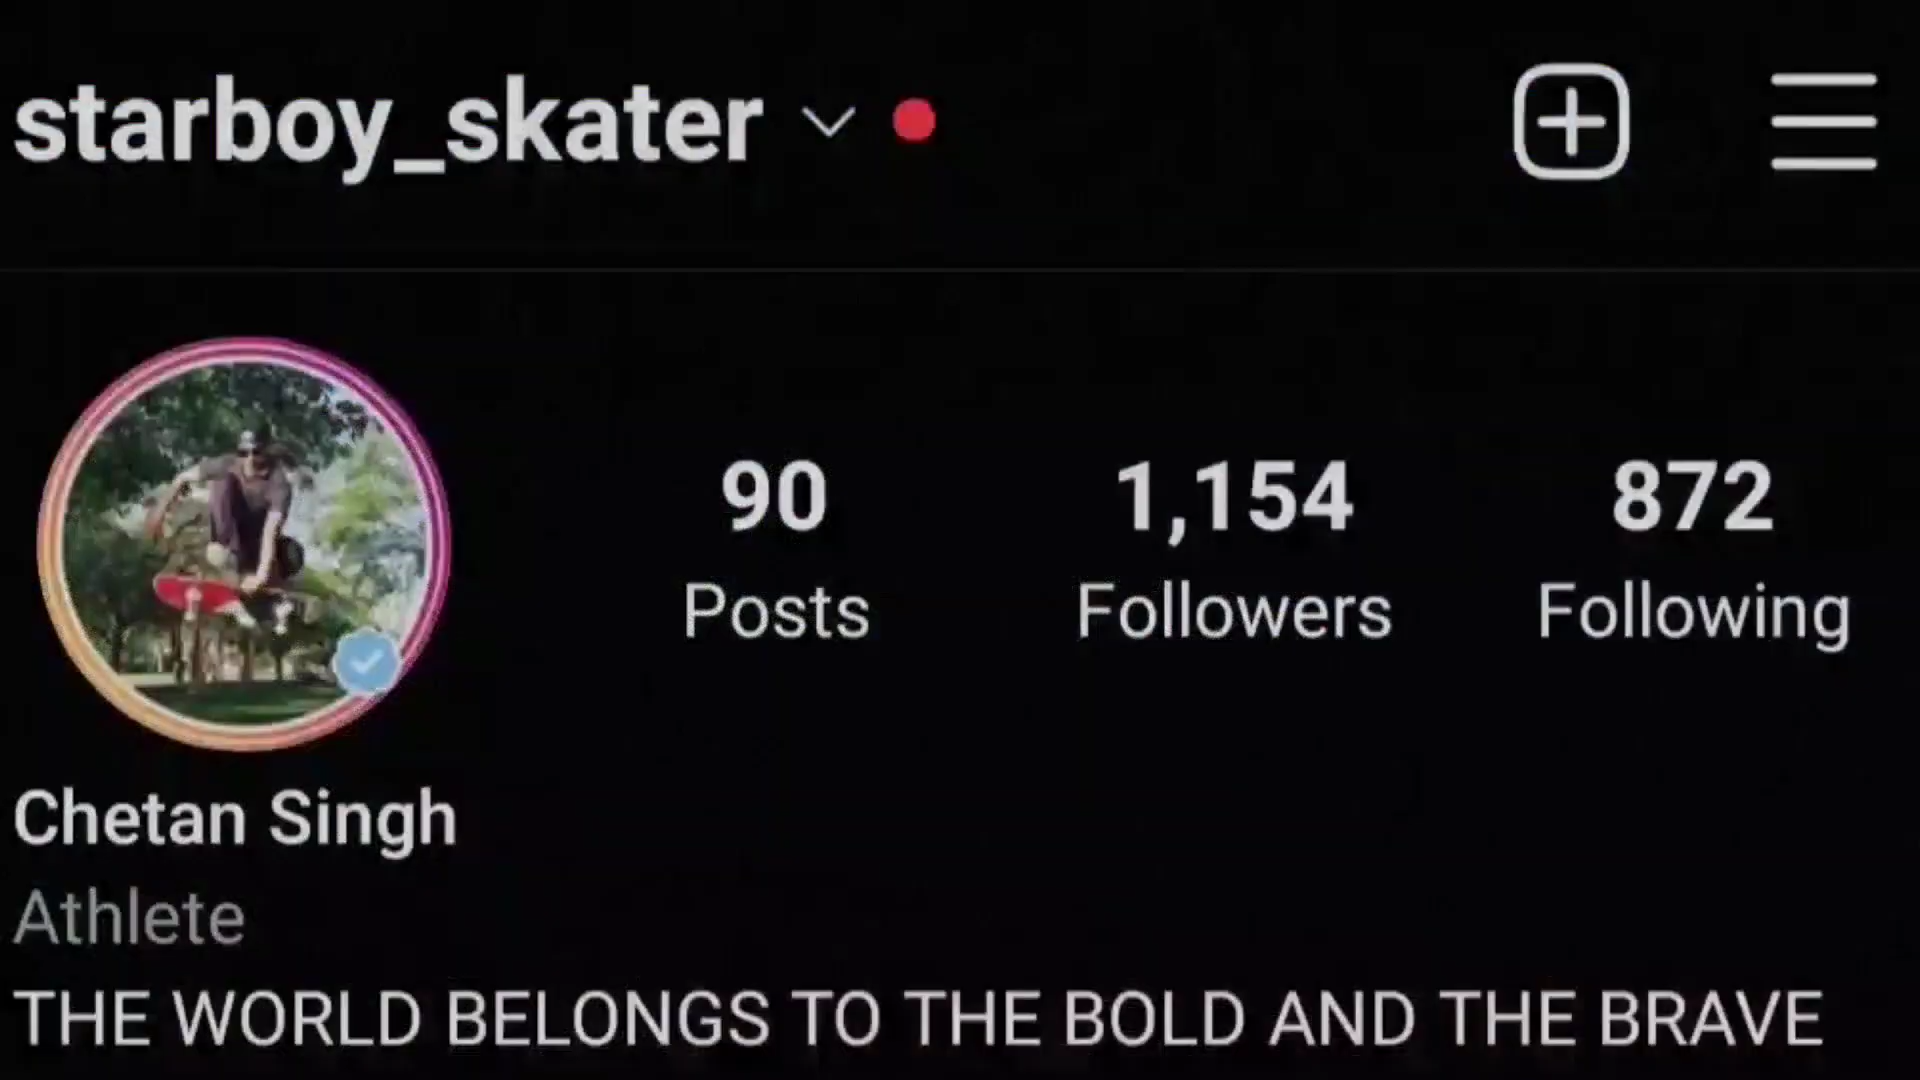 starboy_skater
90 1,154 872
Posts Followers Following
Chetan Singh
Athlete
THE WORLD BELONGS TO THE BOLD AND THE BRAVE